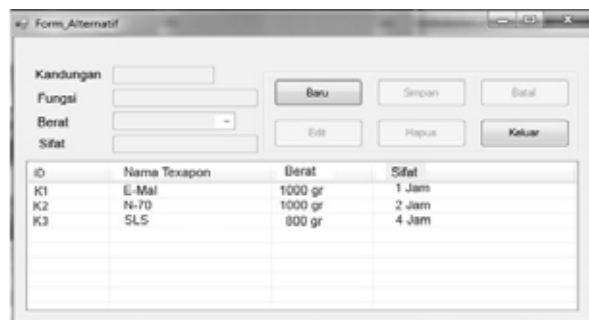 Form_Alternatif
Kandungan
Fungsi
Berat
Sifat
Baru Simpan Batal
Edit Hapus Keluar
ID Nama Texapon Berat Sifat
K1 E-Mal 1000 gr 1 Jam
K2 N-70 1000 gr 2 Jam
K3 SLS 800 gr 4 Jam